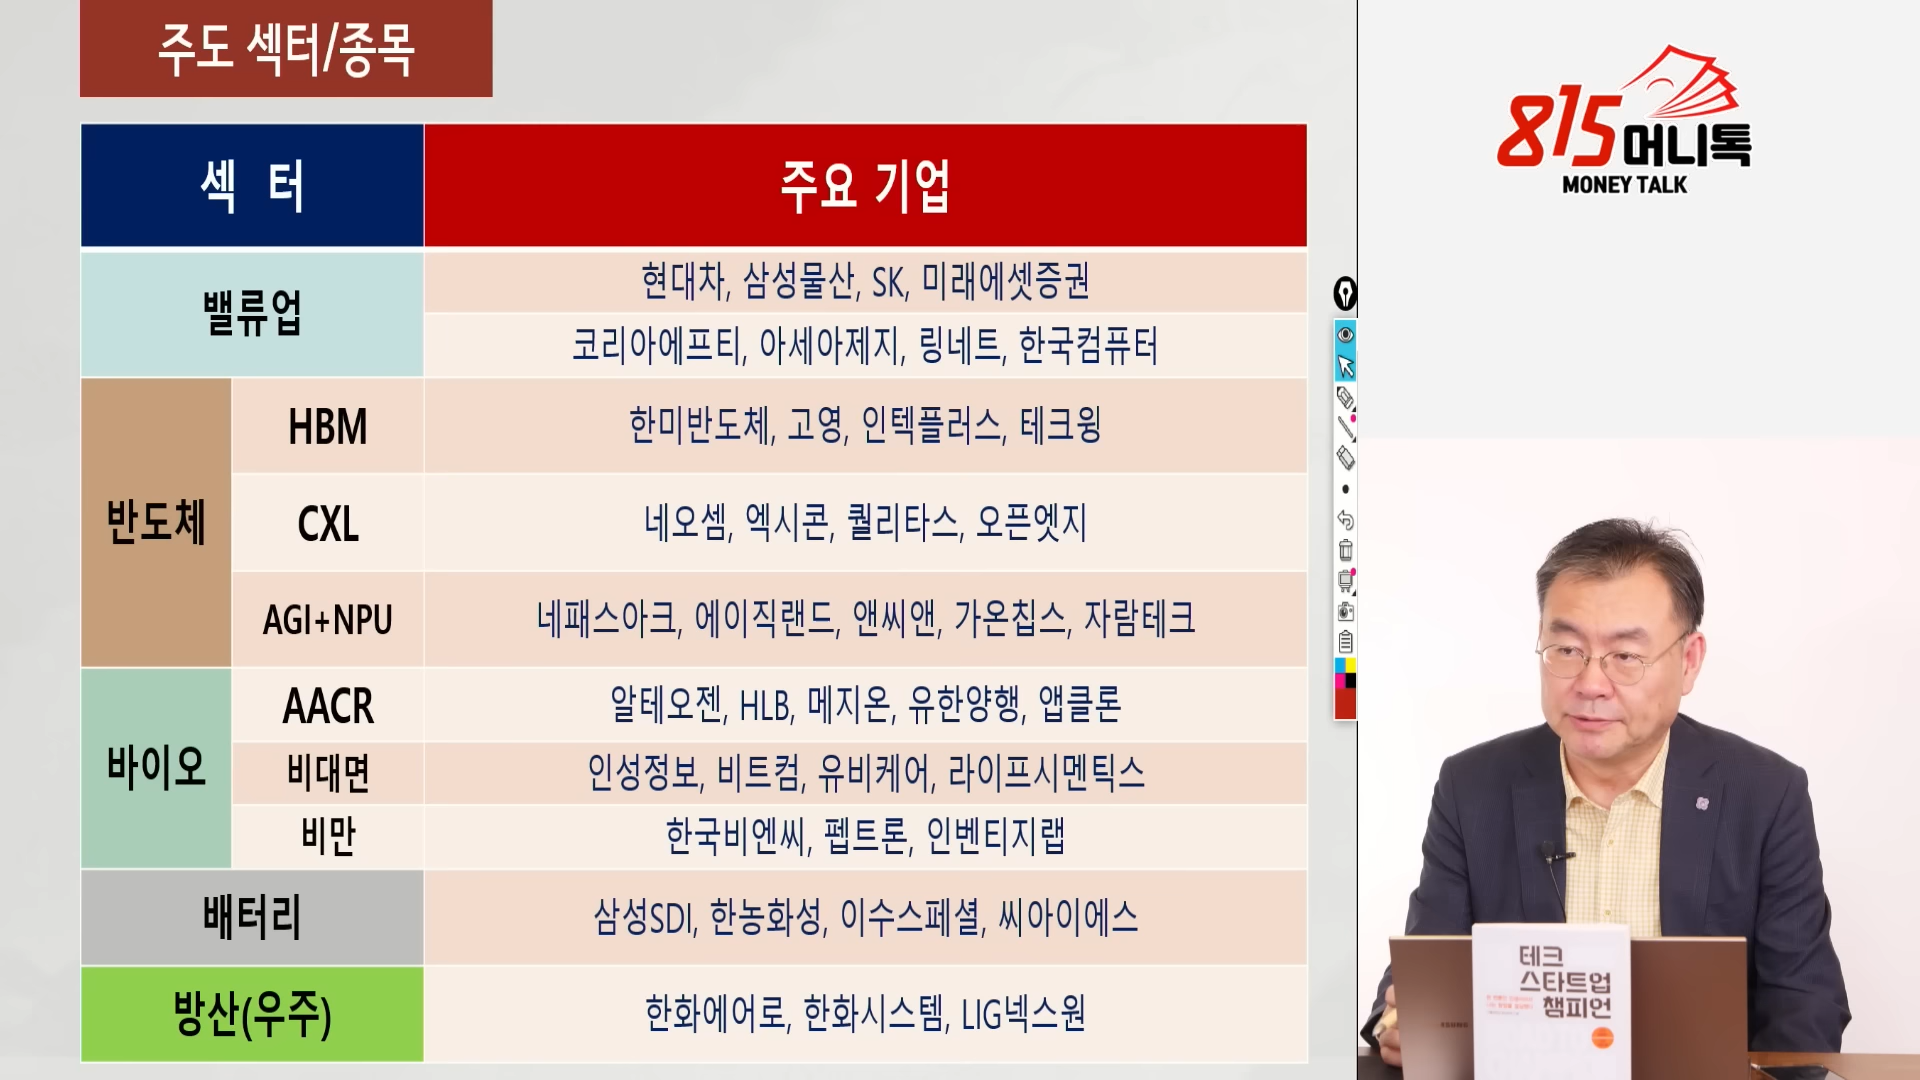 주도 섹터/종목
섹 터
주요 기업
밸류업
현대차, 삼성물산, SK, 미래에셋증권
코리아에프티, 아세아제지, 링네트, 한국컴퓨터
반도체
HBM
한미반도체, 고영, 인텍플러스, 테크윙
CXL
네오셈, 엑시콘, 퀄리타스, 오픈엣지
AGI+NPU
네패스아크, 에이직랜드, 앤씨앤, 가온칩스, 자람테크
바이오
AACR
알테오젠, HLB, 메지온, 유한양행, 앱클론
비대면
인성정보, 비트컴, 유비케어, 라이프시멘틱스
비만
한국비엔씨, 펩트론, 인벤티지랩
배터리
삼성SDI, 한농화성, 이수스페셜, 씨아이에스
방산(우주)
한화에어로, 한화시스템, LIG넥스원
815머니톡
MONEY TALK
테크
스타트업
챔피언